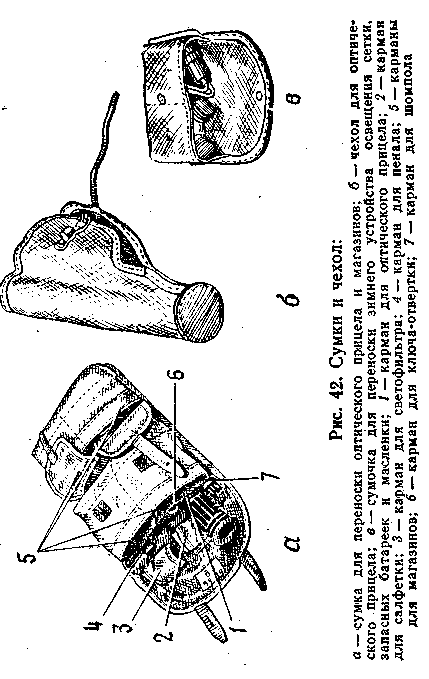 а
б
в
1
2
3
4
5
6
7
Рис. 42. Сумки и чехол:
а — сумка для переноски оптического прицела и магазинов; б — чехол для оптиче-
ского прицела; в — сумочка для переноски зимнего устройства освещения сетки,
запасных батареек и масленки; 1 — карман для оптического прицела; 2 — карман
для салфетки; 3 — карман для светофильтра; 4 — карман для пенала; 5 — карманы
для магазинов; 6 — карман для ключа-отвертки; 7 — карман для шомпола